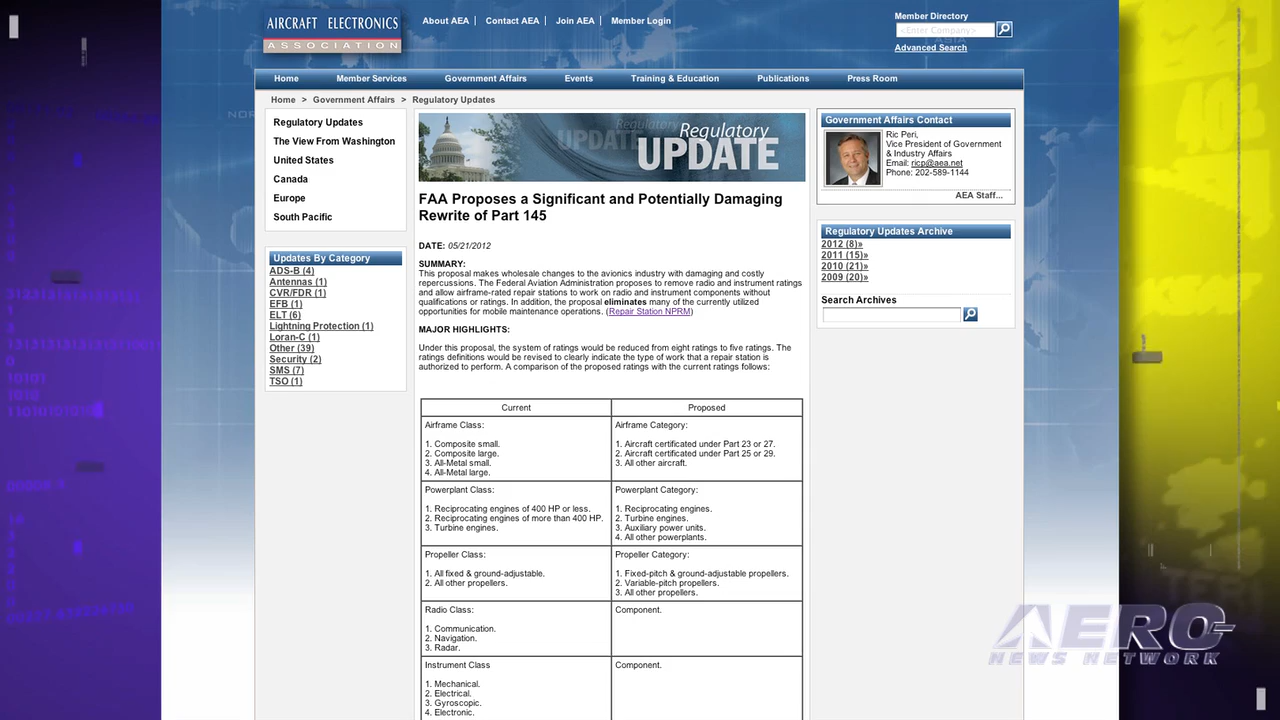 AIRCRAFT ELECTRONICS
ASSOCIATION
About AEA | Contact AEA | Join AEA | Member Login
Member Directory
<Enter Company>
Advanced Search
Home Member Services Government Affairs Events Training & Education Publications Press Room
Home > Government Affairs > Regulatory Updates
Regulatory Updates
The View From Washington
United States
Canada
Europe
South Pacific
Updates By Category
ADS-B (4)
Antennas (1)
CVR/FDR (1)
EFB (1)
ELT (6)
Lightning Protection (1)
Loran-C (1)
Other (39)
Security (2)
SMS (7)
TSO (1)
Regulatory
UPDATE
Regulatory
UPDATE
FAA Proposes a Significant and Potentially Damaging
Rewrite of Part 145
DATE: 05/21/2012
SUMMARY:
This proposal makes wholesale changes to the avionics industry with damaging and costly
repercussions. The Federal Aviation Administration proposes to remove radio and instrument ratings
and allow airframe-rated repair stations to work on radio and instrument components without
qualifications or ratings. In addition, the proposal eliminates many of the currently utilized
opportunities for mobile maintenance operations. (Repair Station NPRM)
MAJOR HIGHLIGHTS:
Under this proposal, the system of ratings would be reduced from eight ratings to five ratings. The
ratings definitions would be revised to clearly indicate the type of work that a repair station is
authorized to perform. A comparison of the proposed ratings with the current ratings follows:
Current Proposed
Airframe Class:
1. Composite small.
2. Composite large.
3. All-Metal small.
4. All-Metal large.
Airframe Category:
1. Aircraft certificated under Part 23 or 27.
2. Aircraft certificated under Part 25 or 29.
3. All other aircraft.
Powerplant Class:
1. Reciprocating engines of 400 HP or less.
2. Reciprocating engines of more than 400 HP.
3. Turbine engines.
Powerplant Category:
1. Reciprocating engines.
2. Turbine engines.
3. Auxiliary power units.
4. All other powerplants.
Propeller Class:
1. All fixed & ground-adjustable.
2. All other propellers.
Propeller Category:
1. Fixed-pitch & ground-adjustable propellers.
2. Variable-pitch propellers.
3. All other propellers.
Radio Class:
1. Communication.
2. Navigation.
3. Radar.
Component.
Instrument Class
1. Mechanical.
2. Electrical.
3. Gyroscopic.
4. Electronic.
Component.
Government Affairs Contact
Ric Peri,
Vice President of Government
& Industry Affairs
Email: ricp@aea.net
Phone: 202-589-1144
AEA Staff...
Regulatory Updates Archive
2012 (8)»
2011 (15)»
2010 (21)»
2009 (20)»
Search Archives
AERO
NEWS NETWORK